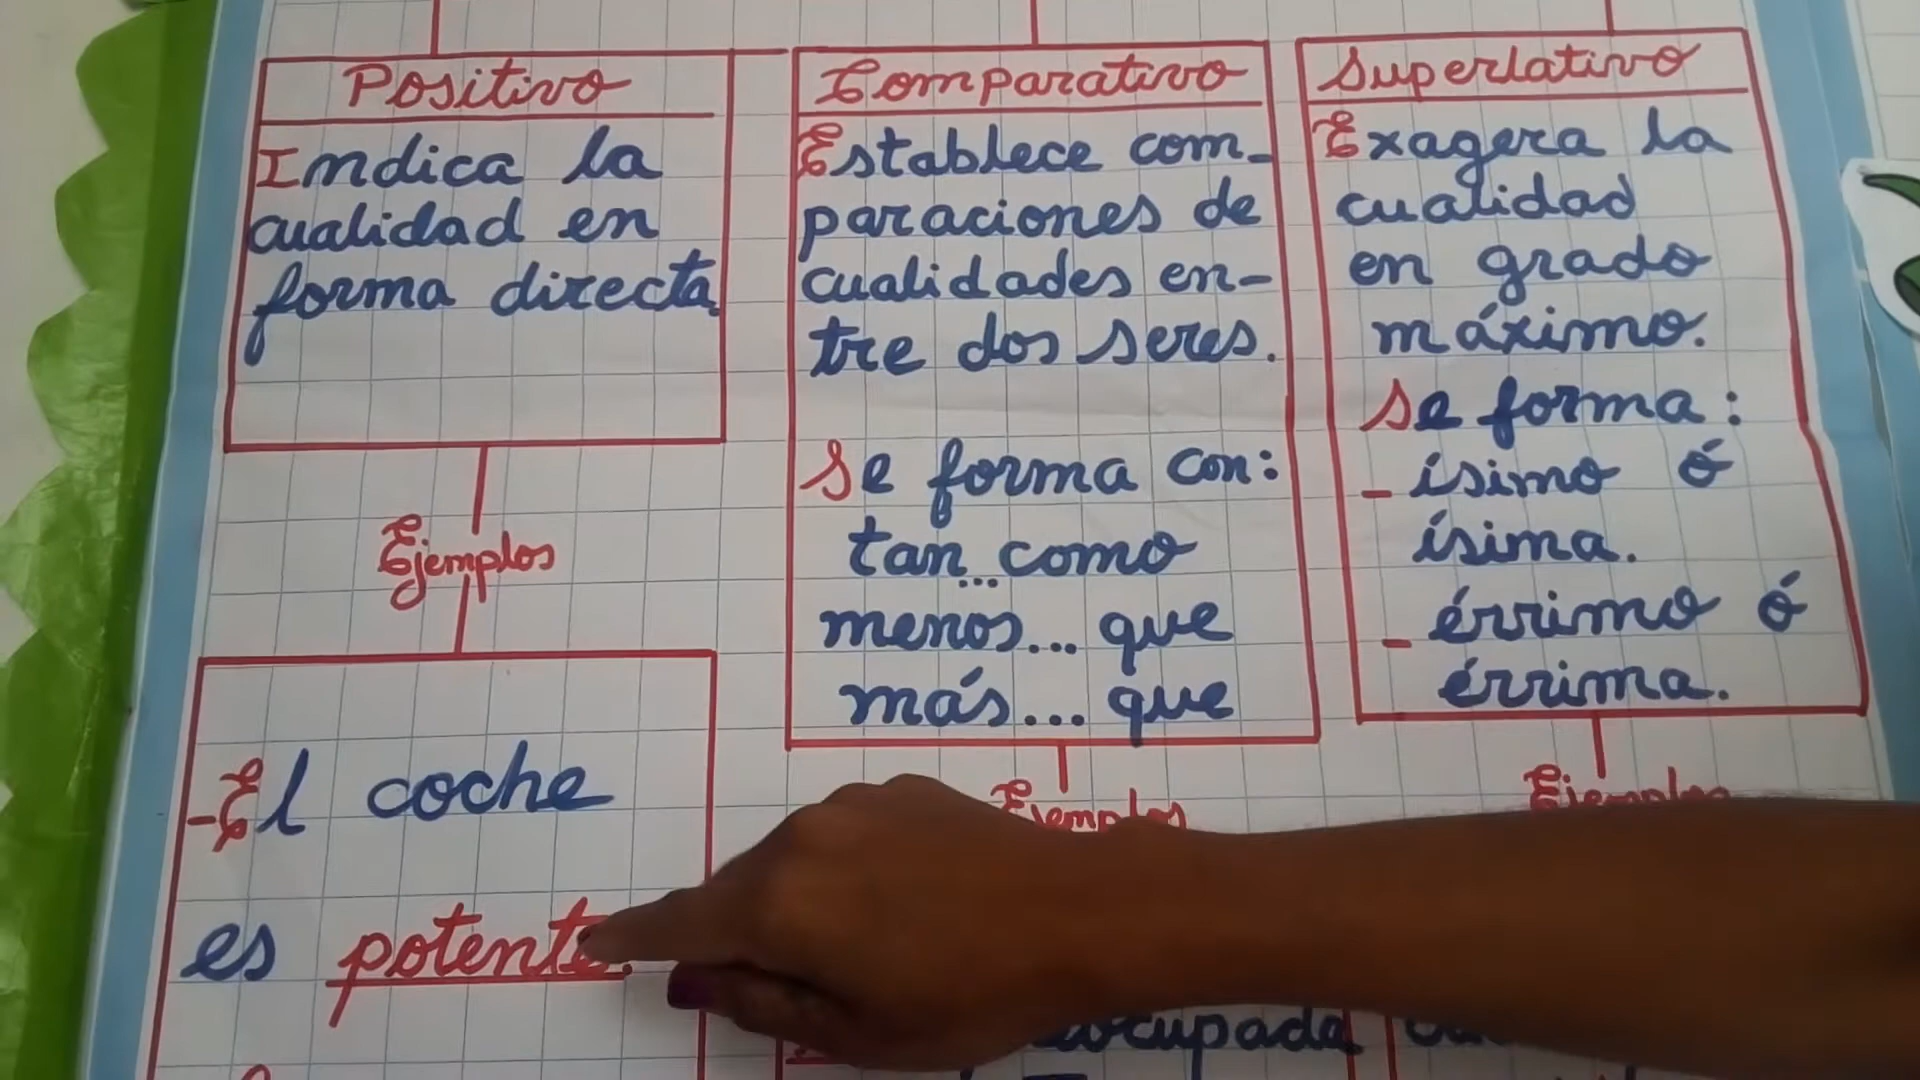 Positivo
Indica la
cualidad en
forma directa.
Ejemplos
-El coche
es potente.
Comparativo
Establece com-
paraciones de
cualidades en-
tre dos seres.
Se forma con:
tan...como
menos...que
más...que
Ejemplos
Superlativo
Exagera la
cualidad
en grado
máximo.
Se forma:
- ísimo ó
ísima.
- érrimo ó
érrima.
Ejemplos